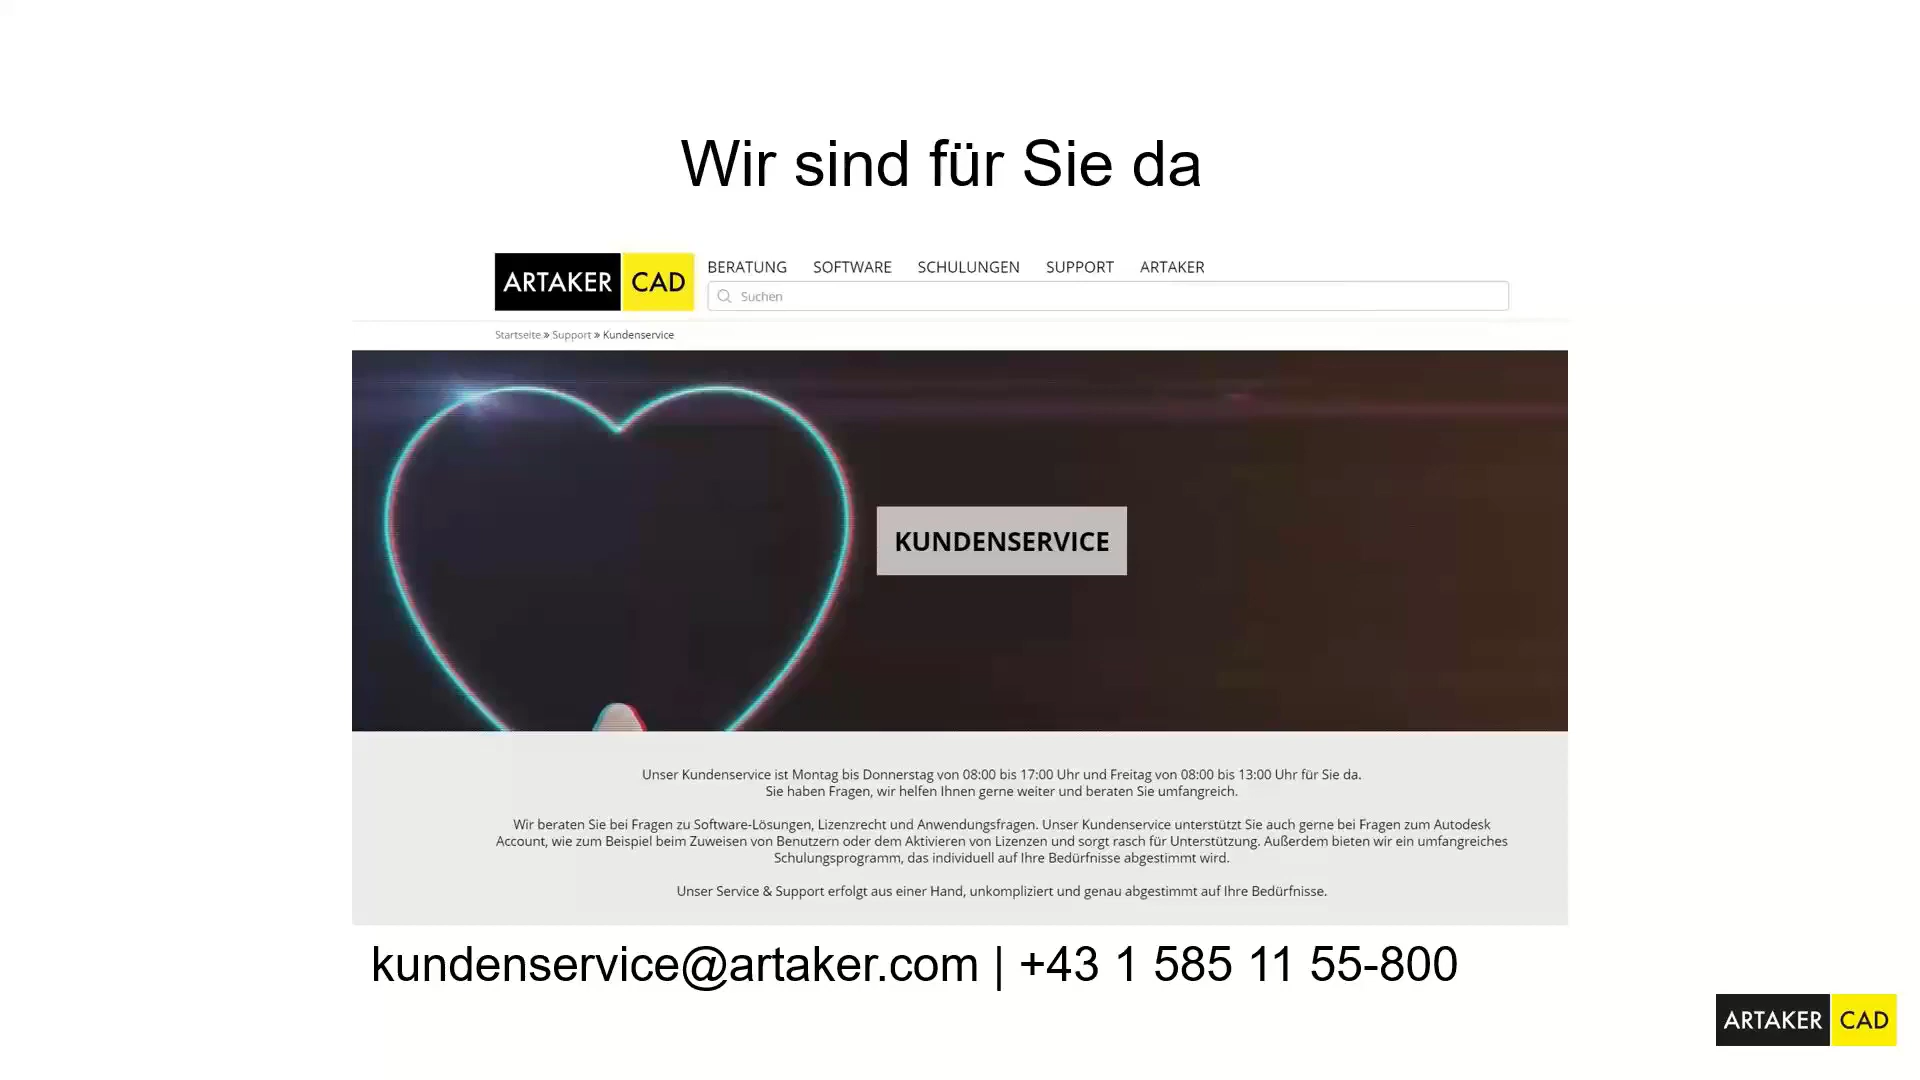 Wir sind für Sie da
ARTAKER CAD
BERATUNG SOFTWARE SCHULUNGEN SUPPORT ARTAKER
Suchen
Startseite » Support » Kundenservice
KUNDENSERVICE
Unser Kundenservice ist Montag bis Donnerstag von 08:00 bis 17:00 Uhr und Freitag von 08:00 bis 13:00 Uhr für Sie da.
Sie haben Fragen, wir helfen Ihnen gerne weiter und beraten Sie umfangreich.
Wir beraten Sie bei Fragen zu Software-Lösungen, Lizenzrecht und Anwendungsfragen. Unser Kundenservice unterstützt Sie auch gerne bei Fragen zum Autodesk
Account, wie zum Beispiel beim Zuweisen von Benutzern oder dem Aktivieren von Lizenzen und sorgt rasch für Unterstützung. Außerdem bieten wir ein umfangreiches
Schulungsprogramm, das individuell auf Ihre Bedürfnisse abgestimmt wird.
Unser Service & Support erfolgt aus einer Hand, unkompliziert und genau abgestimmt auf Ihre Bedürfnisse.
kundenservice@artaker.com | +43 1 585 11 55-800
ARTAKER CAD